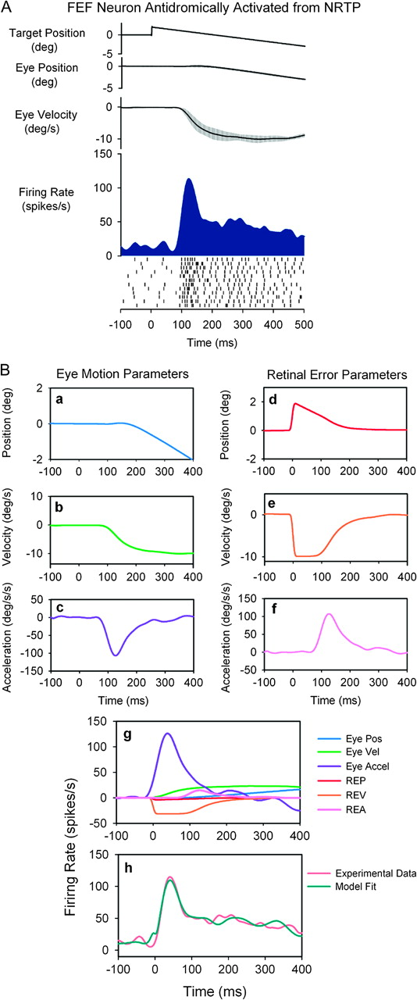 A
FEF Neuron Antidromically Activated from NRTP
Target Position
(deg)
0
-5
Eye Position
(deg)
0
-5
Eye Velocity
(deg/s)
0
-10
Firing Rate
(spikes/s)
150
100
50
0
-100 0 100 200 300 400 500
Time (ms)
B
Eye Motion Parameters
Retinal Error Parameters
a
Position (deg)
2
0
-2
-100 0 100 200 300 400
d
Position (deg)
2
0
-2
-100 0 100 200 300 400
b
Velocity (deg/s)
10
0
-10
-100 0 100 200 300 400
e
Velocity (deg/s)
0
-10
-100 0 100 200 300 400
c
Acceleration (deg/s/s)
50
0
-50
-100
-150
-100 0 100 200 300 400
Time (ms)
f
Acceleration (deg/s/s)
150
100
50
0
-50
-100 0 100 200 300 400
Time (ms)
g
150
100
50
0
-50
-100 0 100 200 300 400
Eye Pos
Eye Vel
Eye Accel
REP
REV
REA
Firirng Rate (spikes/s)
h
150
100
50
0
-100 0 100 200 300 400
Experimental Data
Model Fit
Time (ms)